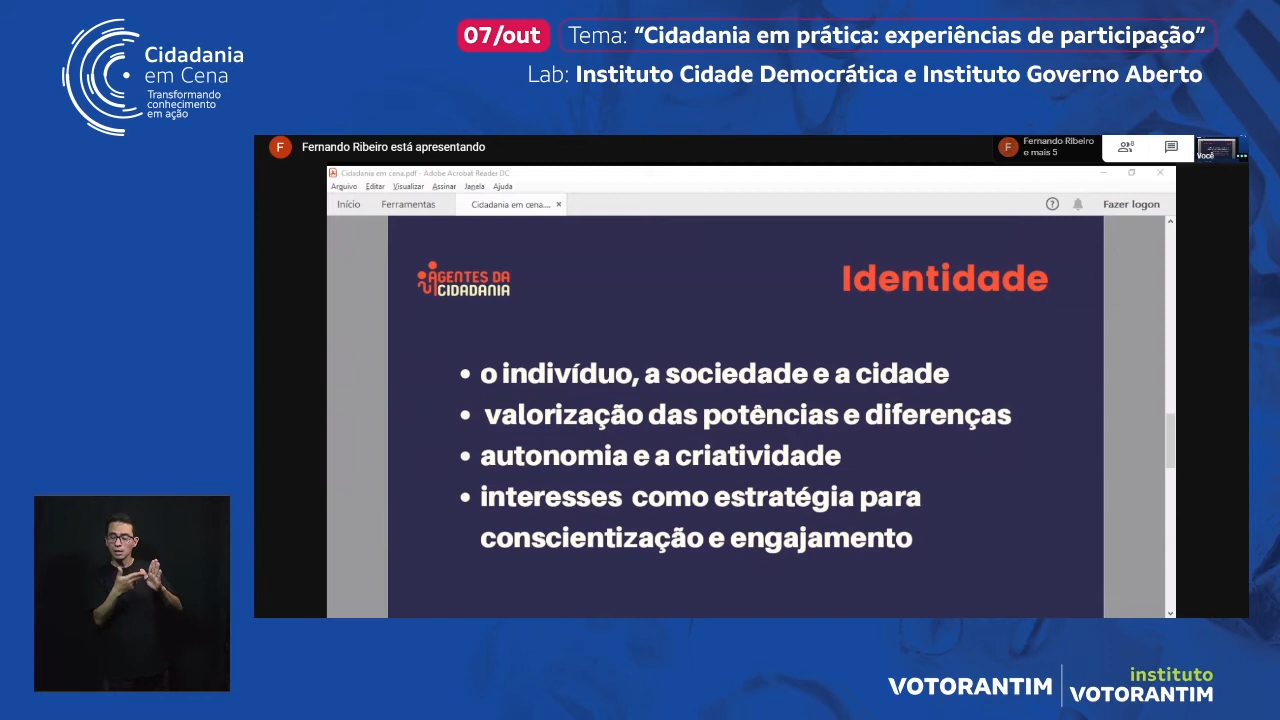 Cidadania
em Cena
Transformando
conhecimento
em ação
07/out Tema: “Cidadania em prática: experiências de participação”
Lab: Instituto Cidade Democrática e Instituto Governo Aberto
F Fernando Ribeiro está apresentando
F Fernando Ribeiro
e mais 5
8
Você
Cidadania em cena.pdf - Adobe Acrobat Reader DC
Arquivo Editar Visualizar Assinar Janela Ajuda
Início Ferramentas Cidadania em cena... × Fazer logon
AGENTES DA
CIDADANIA
Identidade
• o indivíduo, a sociedade e a cidade
• valorização das potências e diferenças
• autonomia e a criatividade
• interesses como estratégia para
conscientização e engajamento
VOTORANTIM
instituto
VOTORANTIM